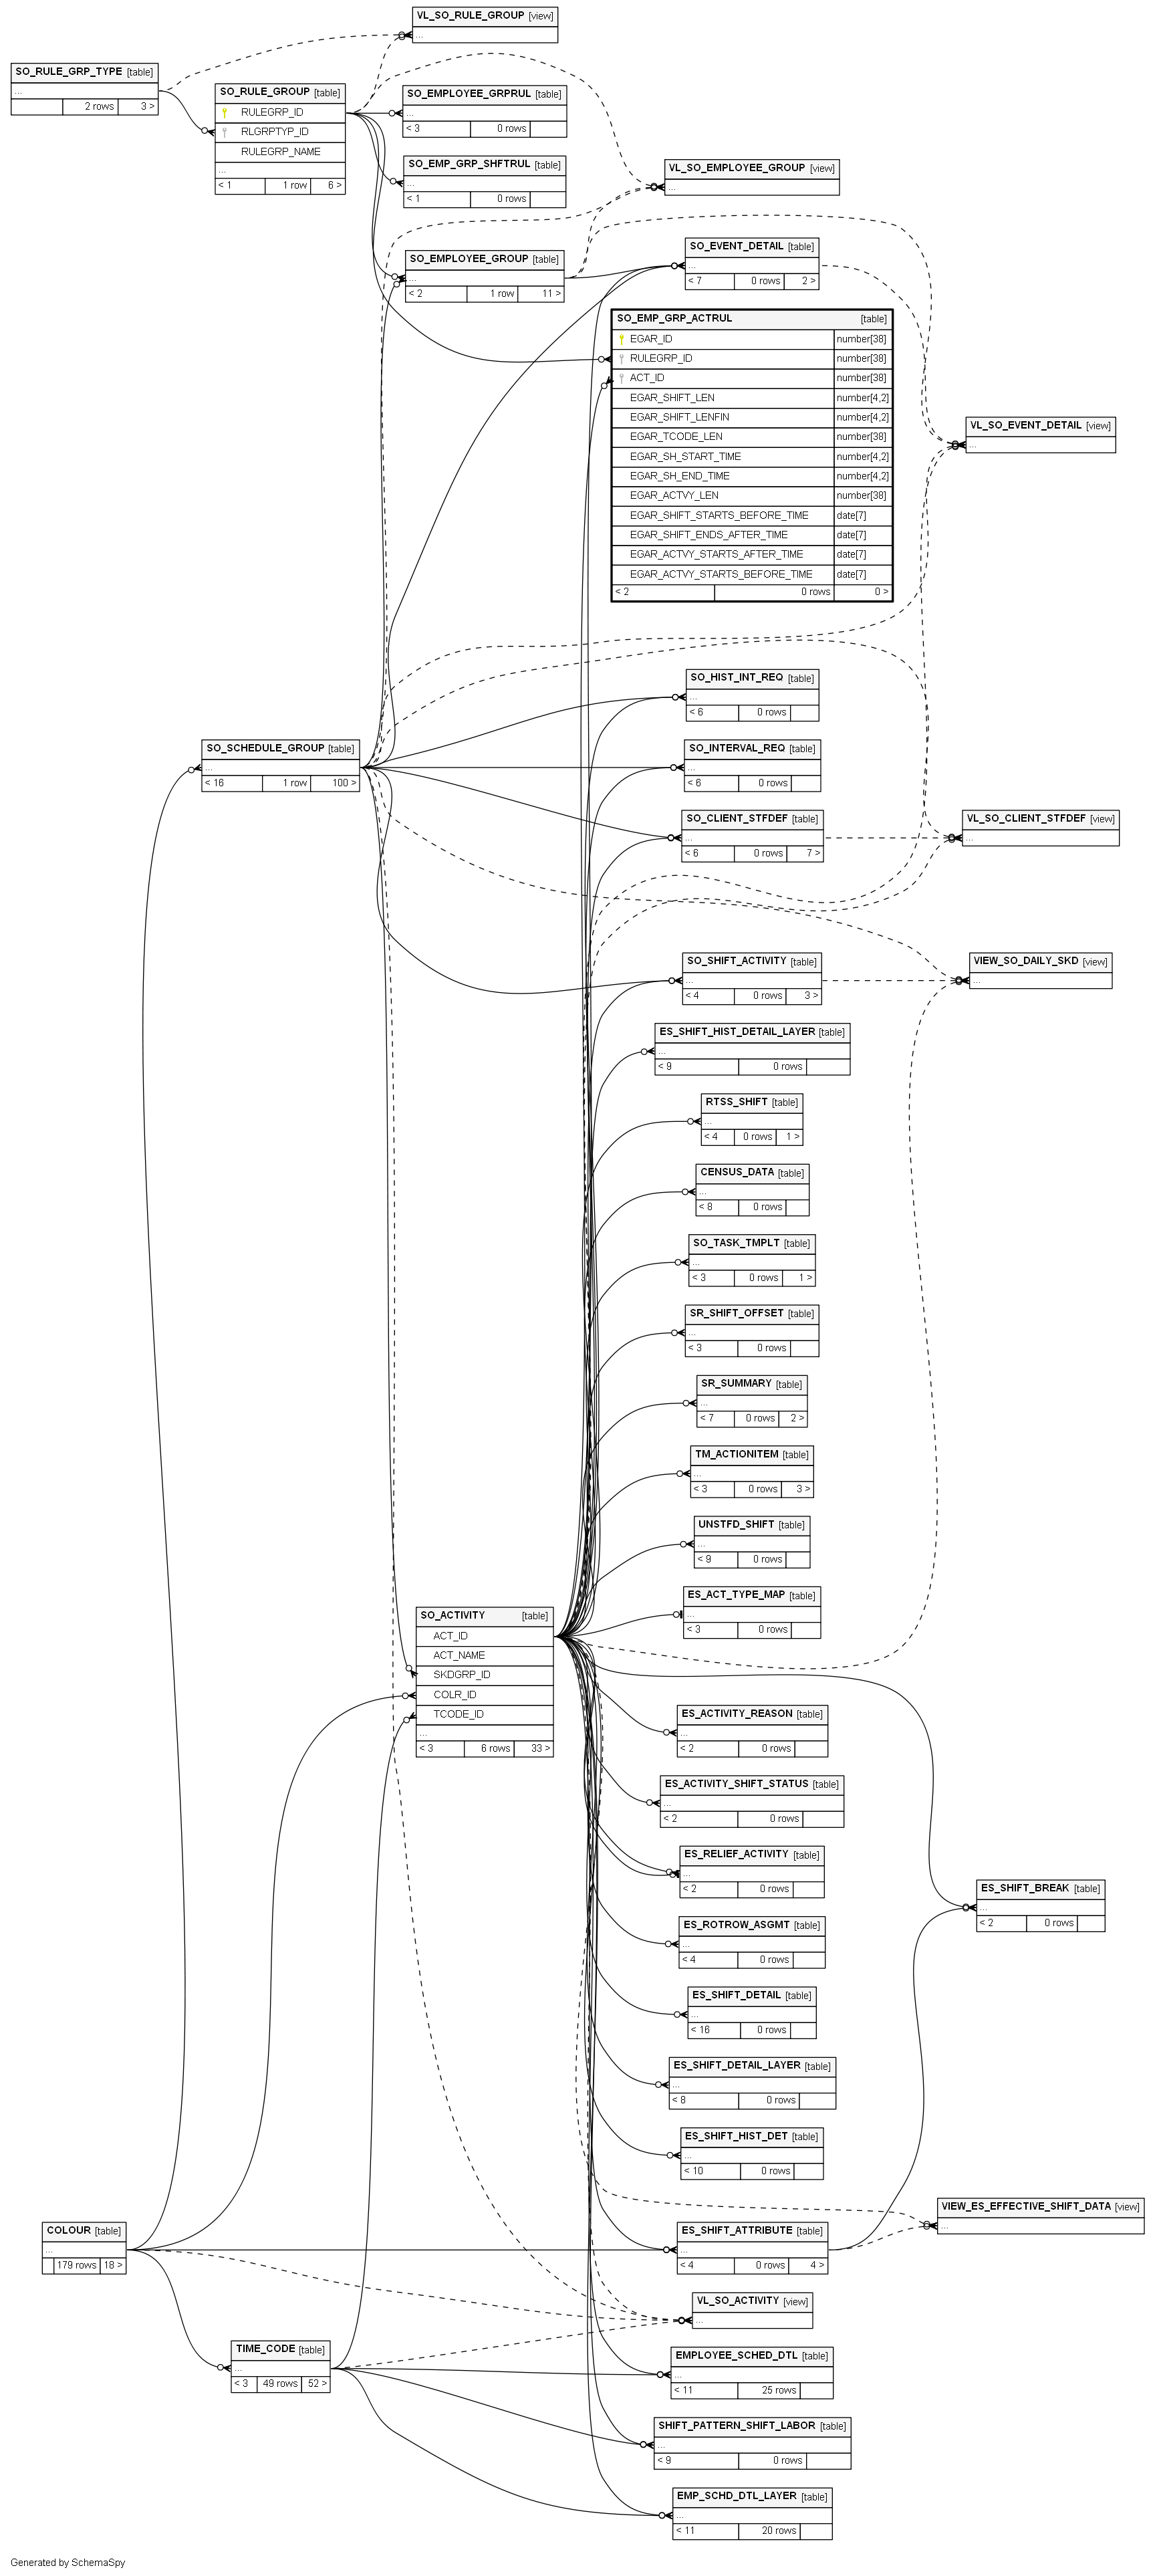 VL_SO_RULE_GROUP [view]
...
SO_RULE_GRP_TYPE [table]
...
2 rows 3 >
SO_RULE_GROUP [table]
RULEGRP_ID
RLGRPTYP_ID
RULEGRP_NAME
...
< 1 1 row 6 >
SO_EMPLOYEE_GRPRUL [table]
...
< 3 0 rows
SO_EMP_GRP_SHFTRUL [table]
...
< 1 0 rows
VL_SO_EMPLOYEE_GROUP [view]
...
SO_EMPLOYEE_GROUP [table]
...
< 2 1 row 11 >
SO_EVENT_DETAIL [table]
...
< 7 0 rows 2 >
SO_EMP_GRP_ACTRUL [table]
EGAR_ID number[38]
RULEGRP_ID number[38]
ACT_ID number[38]
EGAR_SHIFT_LEN number[4,2]
EGAR_SHIFT_LENFIN number[4,2]
EGAR_TCODE_LEN number[38]
EGAR_SH_START_TIME number[4,2]
EGAR_SH_END_TIME number[4,2]
EGAR_ACTVY_LEN number[38]
EGAR_SHIFT_STARTS_BEFORE_TIME date[7]
EGAR_SHIFT_ENDS_AFTER_TIME date[7]
EGAR_ACTVY_STARTS_AFTER_TIME date[7]
EGAR_ACTVY_STARTS_BEFORE_TIME date[7]
< 2 0 rows 0 >
VL_SO_EVENT_DETAIL [view]
...
SO_HIST_INT_REQ [table]
...
< 6 0 rows
SO_SCHEDULE_GROUP [table]
...
< 16 1 row 100 >
SO_INTERVAL_REQ [table]
...
< 6 0 rows
SO_CLIENT_STFDEF [table]
...
< 6 0 rows 7 >
VL_SO_CLIENT_STFDEF [view]
...
SO_SHIFT_ACTIVITY [table]
...
< 4 0 rows 3 >
VIEW_SO_DAILY_SKD [view]
...
ES_SHIFT_HIST_DETAIL_LAYER [table]
...
< 9 0 rows
RTSS_SHIFT [table]
...
< 4 0 rows 1 >
CENSUS_DATA [table]
...
< 8 0 rows
SO_TASK_TMPLT [table]
...
< 3 0 rows 1 >
SR_SHIFT_OFFSET [table]
...
< 3 0 rows
SR_SUMMARY [table]
...
< 7 0 rows 2 >
TM_ACTIONITEM [table]
...
< 3 0 rows 3 >
UNSTFD_SHIFT [table]
...
< 9 0 rows
ES_ACT_TYPE_MAP [table]
...
< 3 0 rows
SO_ACTIVITY [table]
ACT_ID
ACT_NAME
SKDGRP_ID
COLR_ID
TCODE_ID
...
< 3 6 rows 33 >
ES_ACTIVITY_REASON [table]
...
< 2 0 rows
ES_ACTIVITY_SHIFT_STATUS [table]
...
< 2 0 rows
ES_RELIEF_ACTIVITY [table]
...
< 2 0 rows
ES_SHIFT_BREAK [table]
...
< 2 0 rows
ES_ROTROW_ASGMT [table]
...
< 4 0 rows
ES_SHIFT_DETAIL [table]
...
< 16 0 rows
ES_SHIFT_DETAIL_LAYER [table]
...
< 8 0 rows
ES_SHIFT_HIST_DET [table]
...
< 10 0 rows
VIEW_ES_EFFECTIVE_SHIFT_DATA [view]
...
COLOUR [table]
...
179 rows 18 >
ES_SHIFT_ATTRIBUTE [table]
...
< 4 0 rows 4 >
VL_SO_ACTIVITY [view]
...
TIME_CODE [table]
...
< 3 49 rows 52 >
EMPLOYEE_SCHED_DTL [table]
...
< 11 25 rows
SHIFT_PATTERN_SHIFT_LABOR [table]
...
< 9 0 rows
EMP_SCHD_DTL_LAYER [table]
...
< 11 20 rows
Generated by SchemaSpy